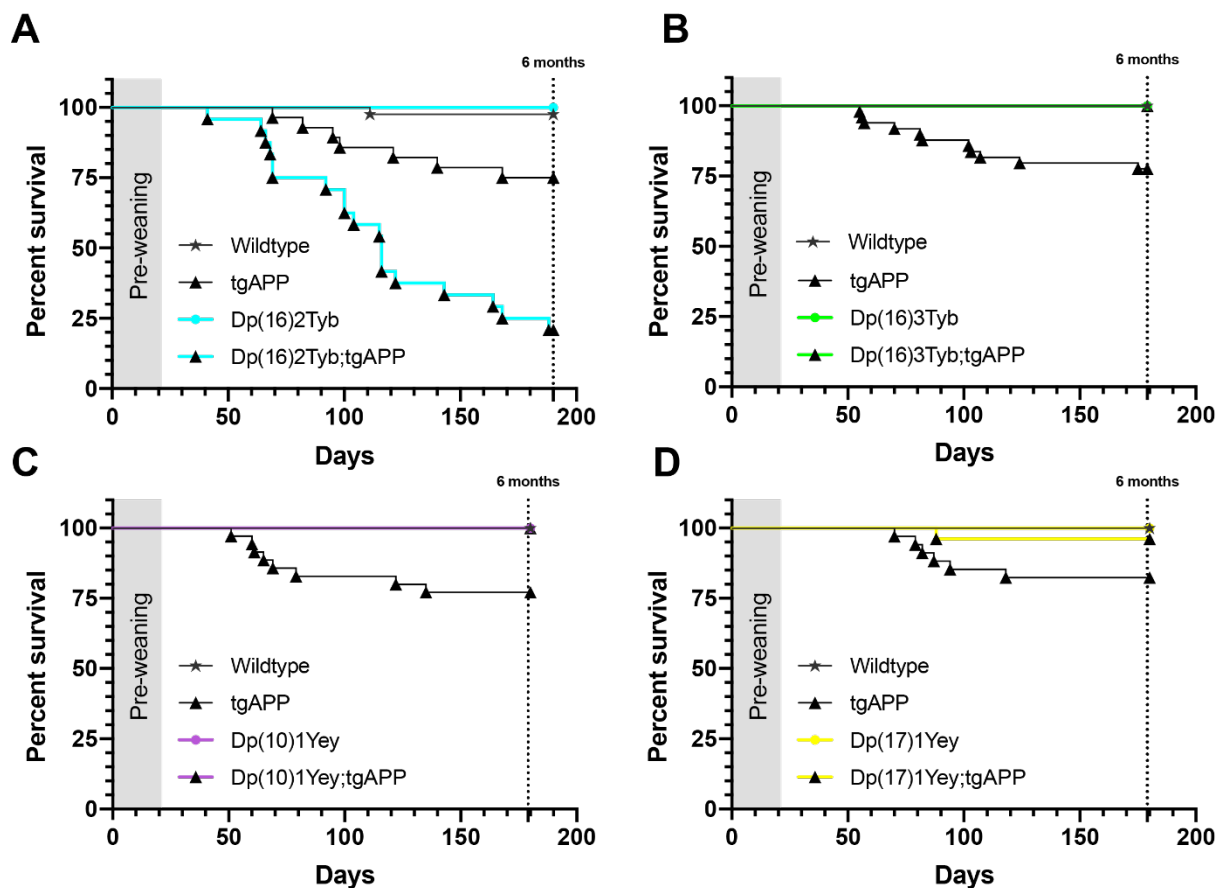 A
6 months
Percent survival
100
75
50
25
0
Pre-weaning
Wildtype
tgAPP
Dp(16)2Tyb
Dp(16)2Tyb;tgAPP
0 50 100 150 200
Days
B
6 months
Percent survival
100
75
50
25
0
Pre-weaning
Wildtype
tgAPP
Dp(16)3Tyb
Dp(16)3Tyb;tgAPP
0 50 100 150 200
Days
C
6 months
Percent survival
100
75
50
25
0
Pre-weaning
Wildtype
tgAPP
Dp(10)1Yey
Dp(10)1Yey;tgAPP
0 50 100 150 200
Days
D
6 months
Percent survival
100
75
50
25
0
Pre-weaning
Wildtype
tgAPP
Dp(17)1Yey
Dp(17)1Yey;tgAPP
0 50 100 150 200
Days